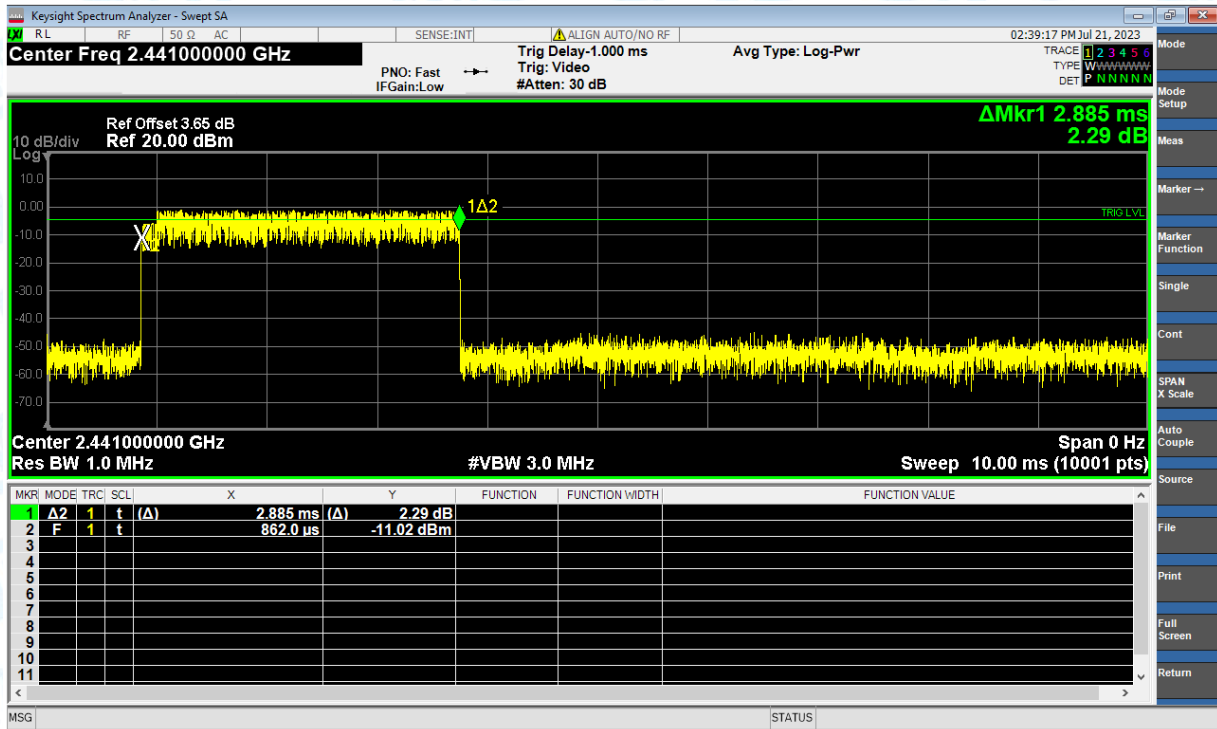 Keysight Spectrum Analyzer - Swept SA
LXI RL RF 50 Ω AC SENSE:INT ALIGN AUTO/NO RF 02:39:17 PM Jul 21, 2023
Center Freq 2.441000000 GHz
PNO: Fast
IFGain:Low
Trig Delay-1.000 ms
Trig: Video
#Atten: 30 dB
Avg Type: Log-Pwr
TRACE 1 2 3 4 5 6
TYPE WWWWWW
DET P N N N N N
ΔMkr1 2.885 ms
2.29 dB
Ref Offset 3.65 dB
10 dB/div Ref 20.00 dBm
Log
10.0
0.00
-10.0
-20.0
-30.0
-40.0
-50.0
-60.0
-70.0
X
1Δ2
TRIG LVL
Center 2.441000000 GHz Span 0 Hz
Res BW 1.0 MHz #VBW 3.0 MHz Sweep 10.00 ms (10001 pts)
MKR MODE TRC SCL X Y FUNCTION FUNCTION WIDTH FUNCTION VALUE
1 Δ2 1 t (Δ) 2.885 ms (Δ) 2.29 dB
2 F 1 t 862.0 µs -11.02 dBm
3
4
5
6
7
8
9
10
11
MSG STATUS
Mode
Mode
Setup
Meas
Marker →
Marker
Function
Single
Cont
SPAN
X Scale
Auto
Couple
Source
File
Print
Full
Screen
Return